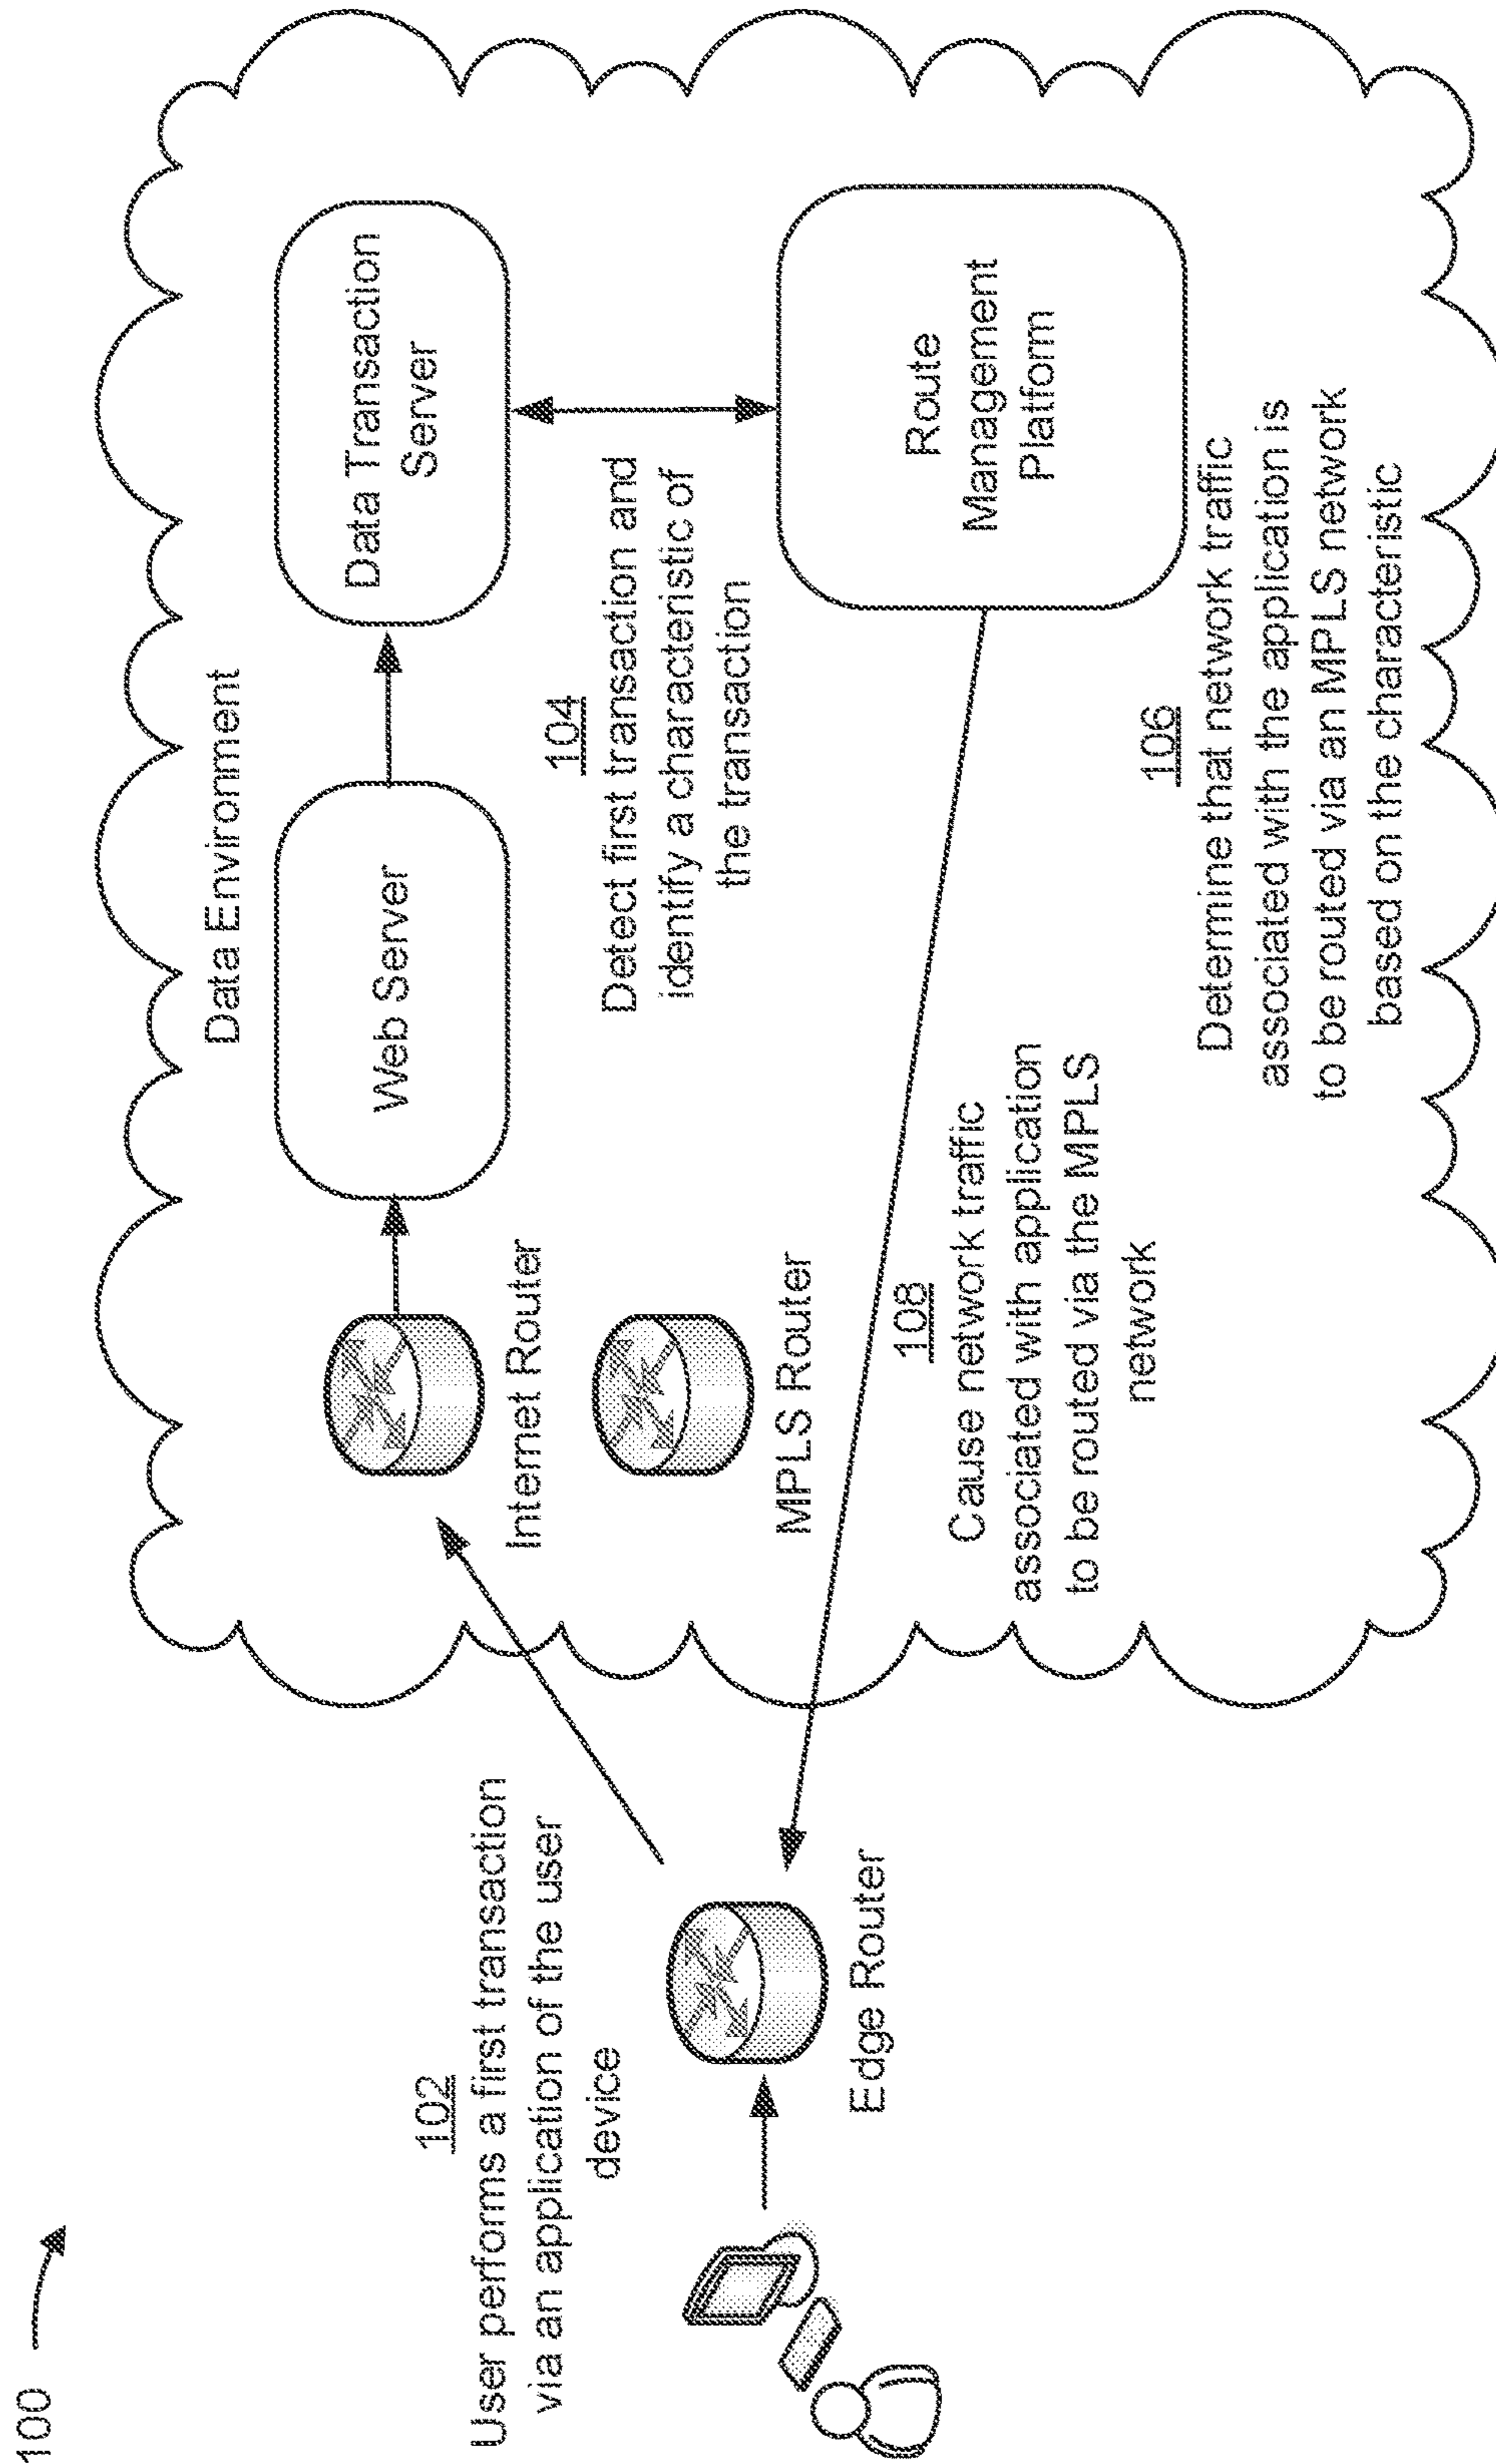 100
102
User performs a first transaction
via an application of the user
device
Edge Router
Data Environment
Internet Router
MPLS Router
Web Server
Data Transaction
Server
104
Detect first transaction and
identify a characteristic of
the transaction
Route
Management
Platform
106
Determine that network traffic
associated with the application is
to be routed via an MPLS network
based on the characteristic
108
Cause network traffic
associated with application
to be routed via the MPLS
network